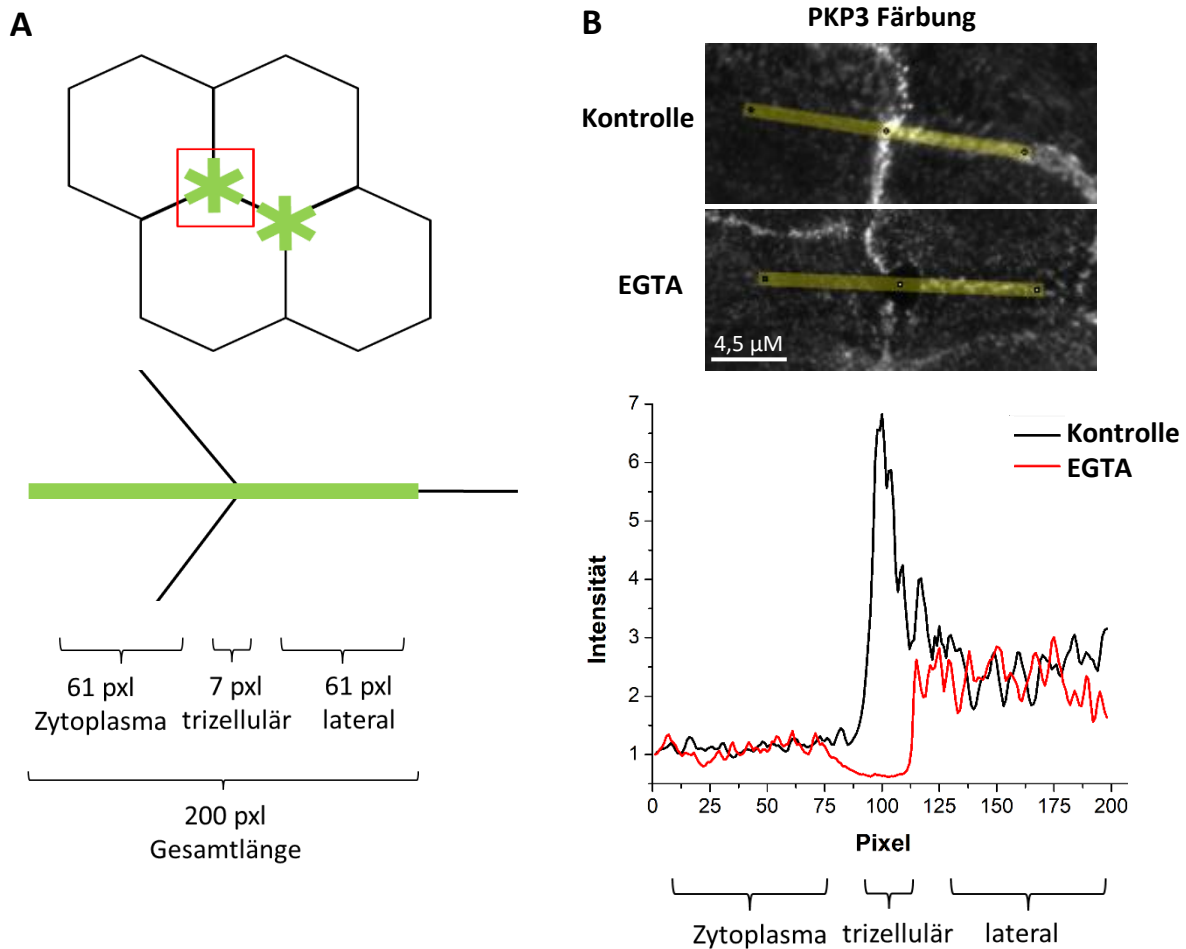 A
61 pxl
Zytoplasma
7 pxl
trizellulär
61 pxl
lateral
200 pxl
Gesamtlänge
B
PKP3 Färbung
Kontrolle
EGTA
4,5 µM
Kontrolle
EGTA
Intensität
7
6
5
4
3
2
1
0 25 50 75 100 125 150 175 200
Pixel
Zytoplasma trizellulär lateral